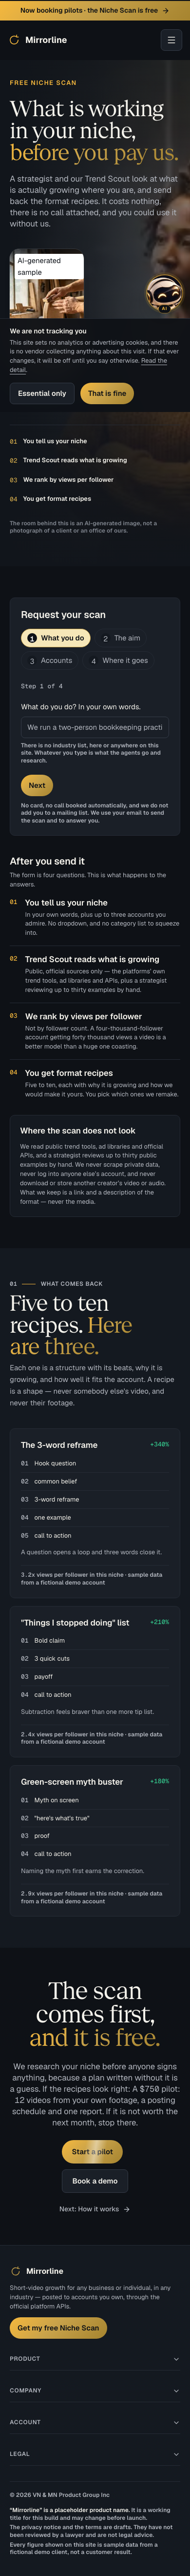 Now booking pilots · the Niche Scan is free →
Mirrorline
FREE NICHE SCAN
What is working
in your niche,
before you pay us.
A strategist and our Trend Scout look at what
is actually growing where you are, and send
back the format recipes. It costs nothing,
there is no call attached, and you could use it
without us.
AI-generated
sample
AI
We are not tracking you
This site sets no analytics or advertising cookies, and there
is no vendor collecting anything about this visit. If that ever
changes, it will be off until you say otherwise. Read the
detail.
Essential only
That is fine
01 You tell us your niche
02 Trend Scout reads what is growing
03 We rank by views per follower
04 You get format recipes
The room behind this is an AI-generated image, not a
photograph of a client or an office of ours.
Request your scan
1 What you do
2 The aim
3 Accounts
4 Where it goes
Step 1 of 4
What do you do? In your own words.
We run a two-person bookkeeping practi
There is no industry list, here or anywhere on this
site. Whatever you type is what the agents go and
research.
Next
No card, no call booked automatically, and we do not
add you to a mailing list. We use your email to send
the scan and to answer you.
After you send it
The form is four questions. This is what happens to the
answers.
01 You tell us your niche
In your own words, plus up to three accounts you
admire. No dropdown, and no category list to squeeze
into.
02 Trend Scout reads what is growing
Public, official sources only — the platforms' own
trend tools, ad libraries and APIs, plus a strategist
reviewing up to thirty examples by hand.
03 We rank by views per follower
Not by follower count. A four-thousand-follower
account getting forty thousand views a video is a
better model than a huge one coasting.
04 You get format recipes
Five to ten, each with why it is growing and how we
would make it yours. You pick which ones we remake.
Where the scan does not look
We read public trend tools, ad libraries and official
APIs, and a strategist reviews up to thirty public
examples by hand. We never scrape private data,
never log into anyone else's account, and never
download or store another creator's video or audio.
What we keep is a link and a description of the
format — never the media.
01 WHAT COMES BACK
Five to ten
recipes. Here
are three.
Each one is a structure with its beats, why it is
growing, and how well it fits the account. A recipe
is a shape — never somebody else's video, and
never their footage.
The 3-word reframe +340%
01 Hook question
02 common belief
03 3-word reframe
04 one example
05 call to action
A question opens a loop and three words close it.
3.2x views per follower in this niche · sample data
from a fictional demo account
"Things I stopped doing" list +210%
01 Bold claim
02 3 quick cuts
03 payoff
04 call to action
Subtraction feels braver than one more tip list.
2.4x views per follower in this niche · sample data
from a fictional demo account
Green-screen myth buster +180%
01 Myth on screen
02 "here's what's true"
03 proof
04 call to action
Naming the myth first earns the correction.
2.9x views per follower in this niche · sample data
from a fictional demo account
The scan
comes first,
and it is free.
We research your niche before anyone signs
anything, because a plan written without it is
a guess. If the recipes look right: A $750 pilot:
12 videos from your own footage, a posting
schedule and one report. If it is not worth the
next month, stop there.
Start a pilot
Book a demo
Next: How it works →
Mirrorline
Short-video growth for any business or individual, in any
industry — posted to accounts you own, through the
official platform APIs.
Get my free Niche Scan
PRODUCT
COMPANY
ACCOUNT
LEGAL
© 2026 VN & MN Product Group Inc
"Mirrorline" is a placeholder product name. It is a working
title for this build and may change before launch.
The privacy notice and the terms are drafts. They have not
been reviewed by a lawyer and are not legal advice.
Every figure shown on this site is sample data from a
fictional demo client, not a customer result.